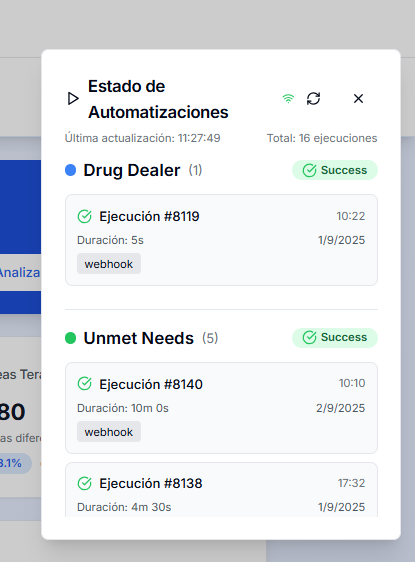 Estado de
Automatizaciones
Última actualización: 11:27:49
Total: 16 ejecuciones
Drug Dealer (1)
Success
Ejecución #8119
10:22
Duración: 5s
1/9/2025
webhook
Analiza
Unmet Needs (5)
Success
eas Tera
Ejecución #8140
10:10
80
Duración: 10m 0s
2/9/2025
as difere
webhook
3.1%
Ejecución #8138
17:32
Duración: 4m 30s
1/9/2025